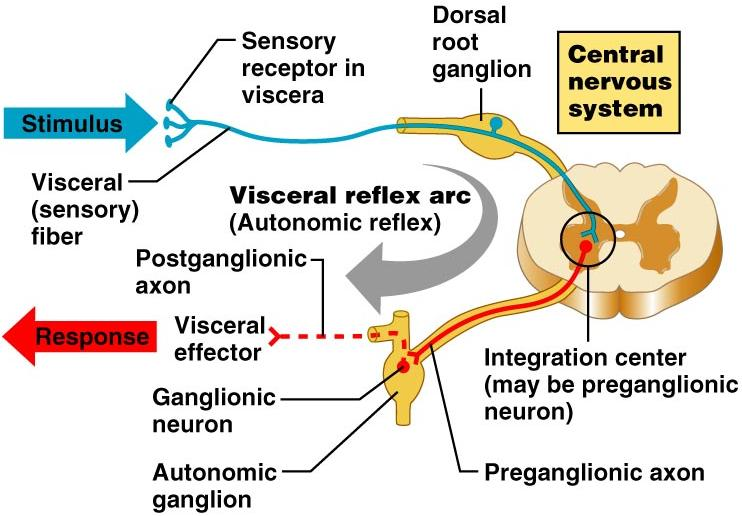 Sensory
receptor in
viscera
Dorsal
root
ganglion
Central
nervous
system
Stimulus
Visceral
(sensory)
fiber
Visceral reflex arc
(Autonomic reflex)
Postganglionic
axon
Response
Visceral
effector
Integration center
(may be preganglionic
neuron)
Ganglionic
neuron
Autonomic
ganglion
Preganglionic axon